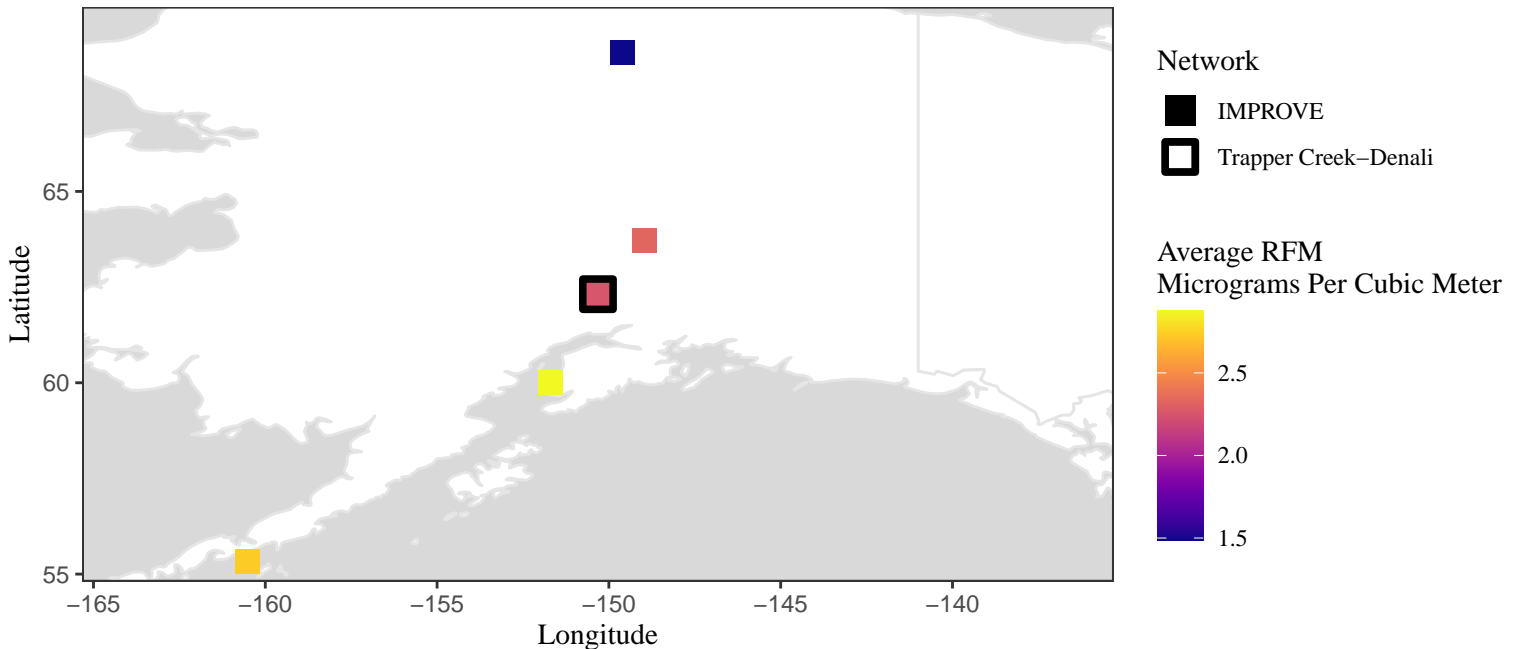 65
60
55
Latitude
−165
−160
−155
−150
−145
−140
Longitude
Network
IMPROVE
Trapper Creek−Denali
Average RFM
Micrograms Per Cubic Meter
2.5
2.0
1.5